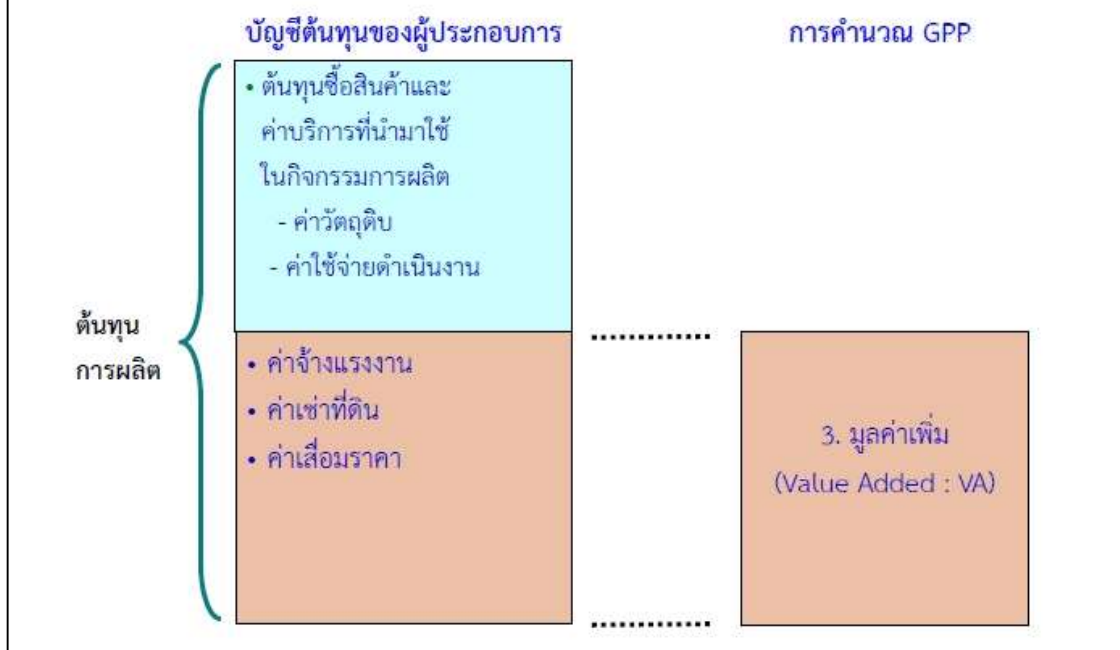 บัญชีต้นทุนของผู้ประกอบการ
การคำนวณ GPP
• ต้นทุนซื้อสินค้าและ
ค่าบริการที่นำมาใช้
ในกิจกรรมการผลิต
- ค่าวัตถุดิบ
- ค่าใช้จ่ายดำเนินงาน
ต้นทุน
การผลิต
• ค่าจ้างแรงงาน
• ค่าเช่าที่ดิน
• ค่าเสื่อมราคา
3. มูลค่าเพิ่ม
(Value Added : VA)